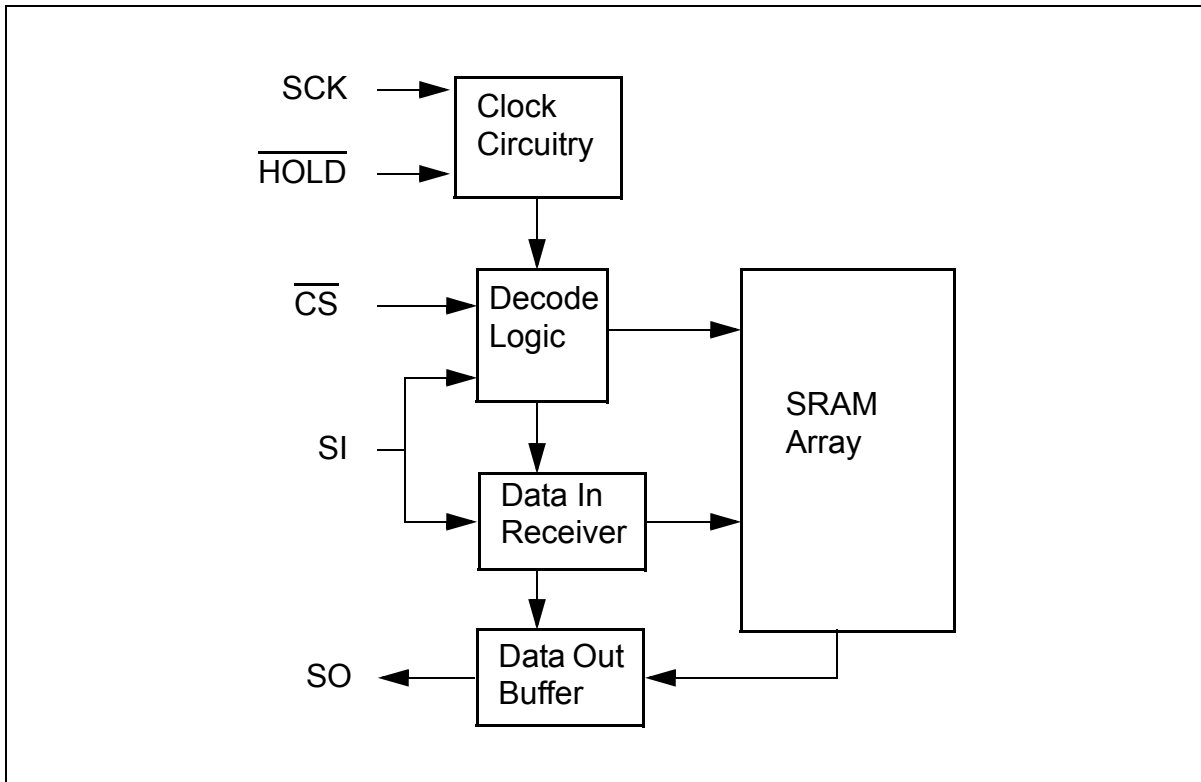 SCK
Clock
Circuitry
HOLD
CS
Decode
Logic
SRAM
Array
SI
Data In
Receiver
Data Out
Buffer
SO